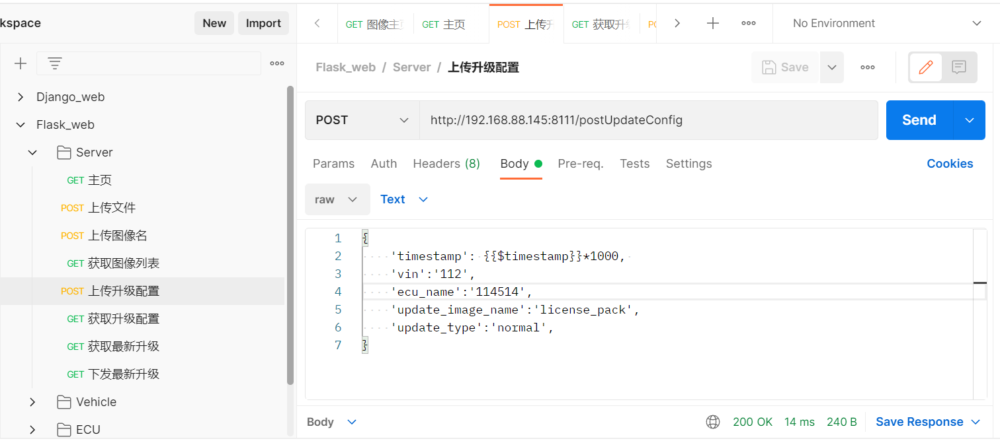 kspace
New
Import
GET 图像主页
GET 主页
POST 上传升
GET 获取升
No Environment
Django_web
Flask_web
Server
GET 主页
POST 上传文件
POST 上传图像名
GET 获取图像列表
POST 上传升级配置
GET 获取升级配置
GET 获取最新升级
GET 下发最新升级
Vehicle
ECU
Flask_web / Server / 上传升级配置
Save
POST
http://192.168.88.145:8111/postUpdateConfig
Send
Params
Auth
Headers (8)
Body
Pre-req.
Tests
Settings
Cookies
raw
Text
1 {
2 'timestamp': {{$timestamp}}*1000,
3 'vin':'112',
4 'ecu_name':'114514',
5 'update_image_name':'license_pack',
6 'update_type':'normal',
7 }
Body
200 OK
14 ms
240 B
Save Response